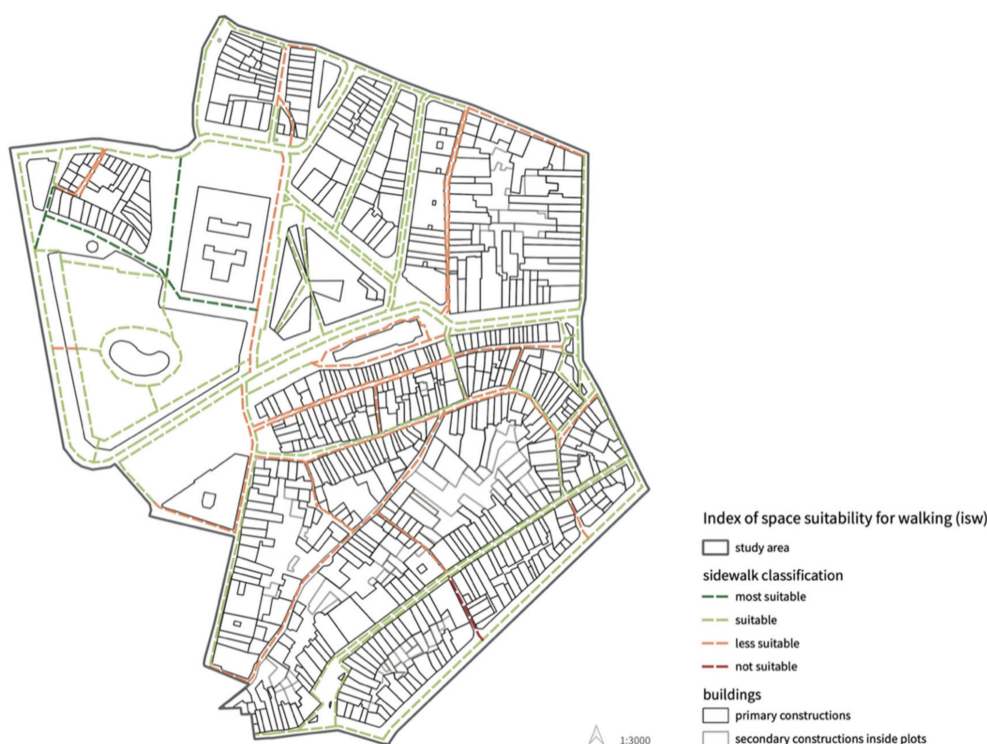 Index of space suitability for walking (isw)
study area
sidewalk classification
most suitable
suitable
less suitable
not suitable
buildings
primary constructions
secondary constructions inside plots
1:3000